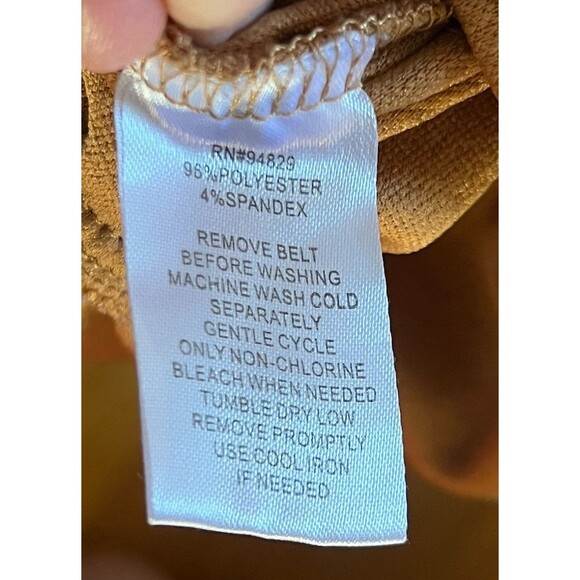 RN#94829
96%POLYESTER
4%SPANDEX
REMOVE BELT
BEFORE WASHING
MACHINE WASH COLD
SEPARATELY
GENTLE CYCLE
ONLY NON-CHLORINE
BLEACH WHEN NEEDED
TUMBLE DRY LOW
REMOVE PROMPTLY
USE COOL IRON
IF NEEDED